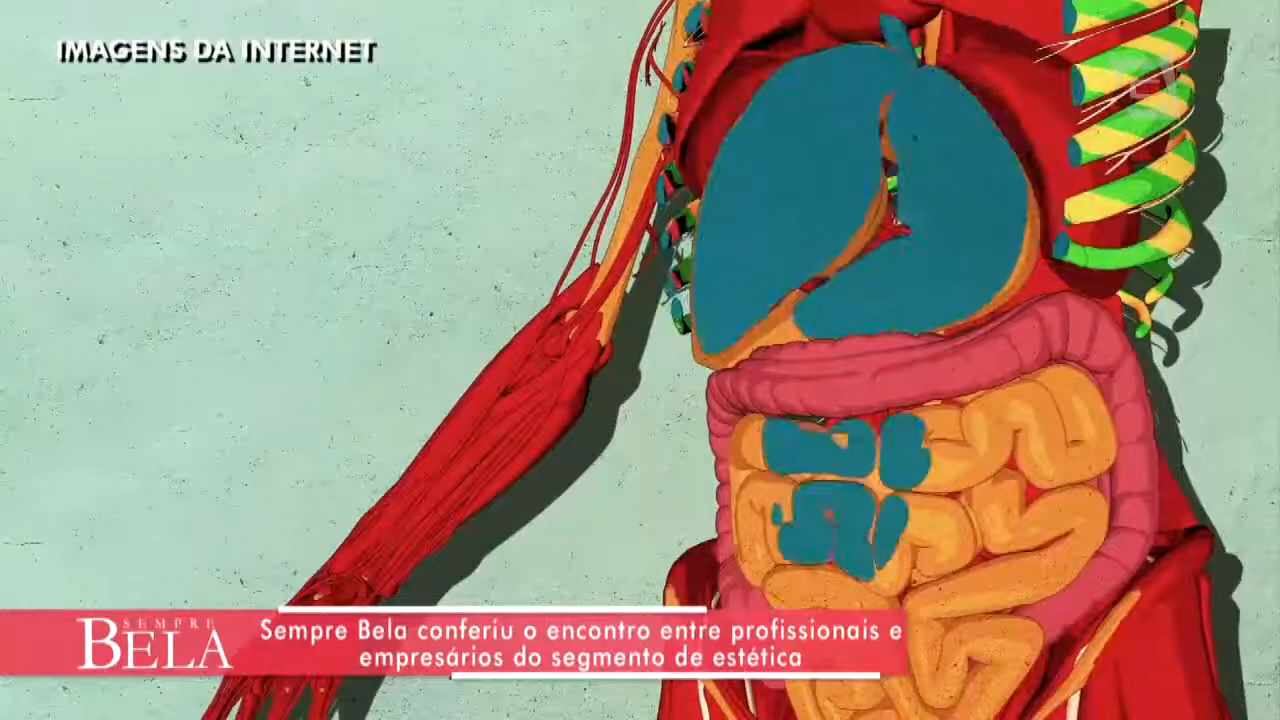 IMAGENS DA INTERNET
SEMPRE
BELA
Sempre Bela conferiu o encontro entre profissionais e
empresários do segmento de estética